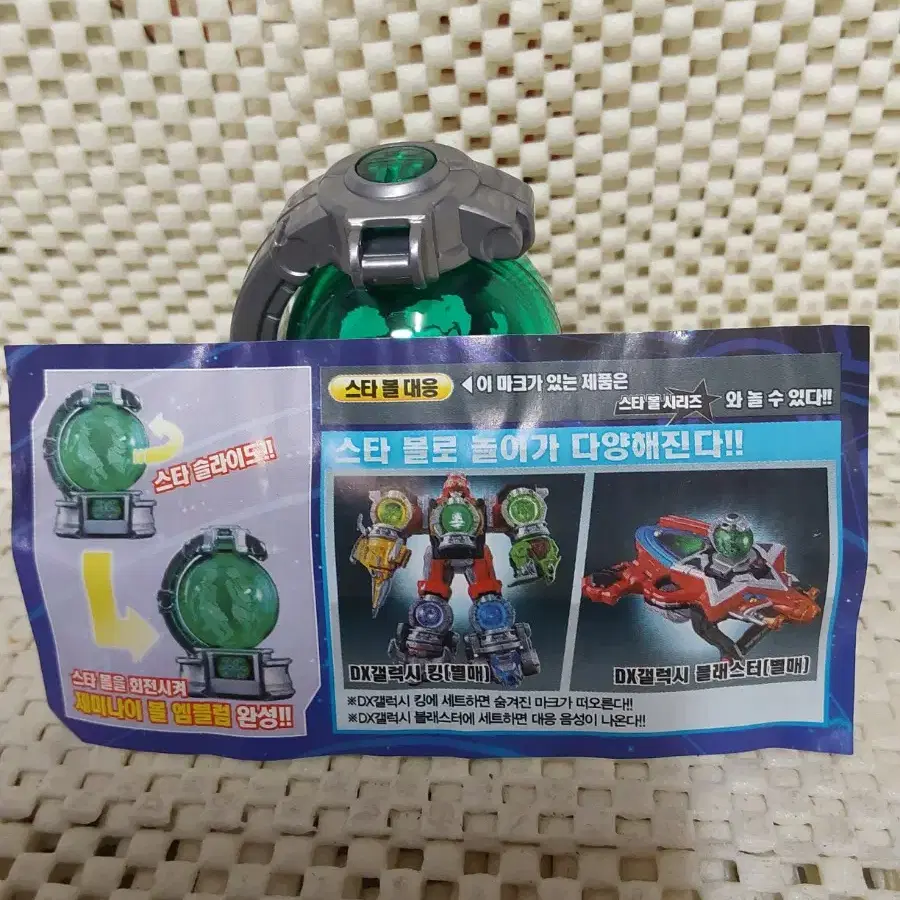 스타 슬라이드!!
스타 볼을 회전시켜
제미나이 볼 엠블럼 완성!!
스타 볼 대응 ◀이 마크가 있는 제품은 스타 볼 시리즈 와 놀 수 있다!!
스타 볼로 놀이가 다양해진다!!
DX갤럭시 킹(별매)
DX갤럭시 블래스터(별매)
※DX갤럭시 킹에 세트하면 숨겨진 마크가 떠오른다!!
※DX갤럭시 블래스터에 세트하면 대응 음성이 나온다!!